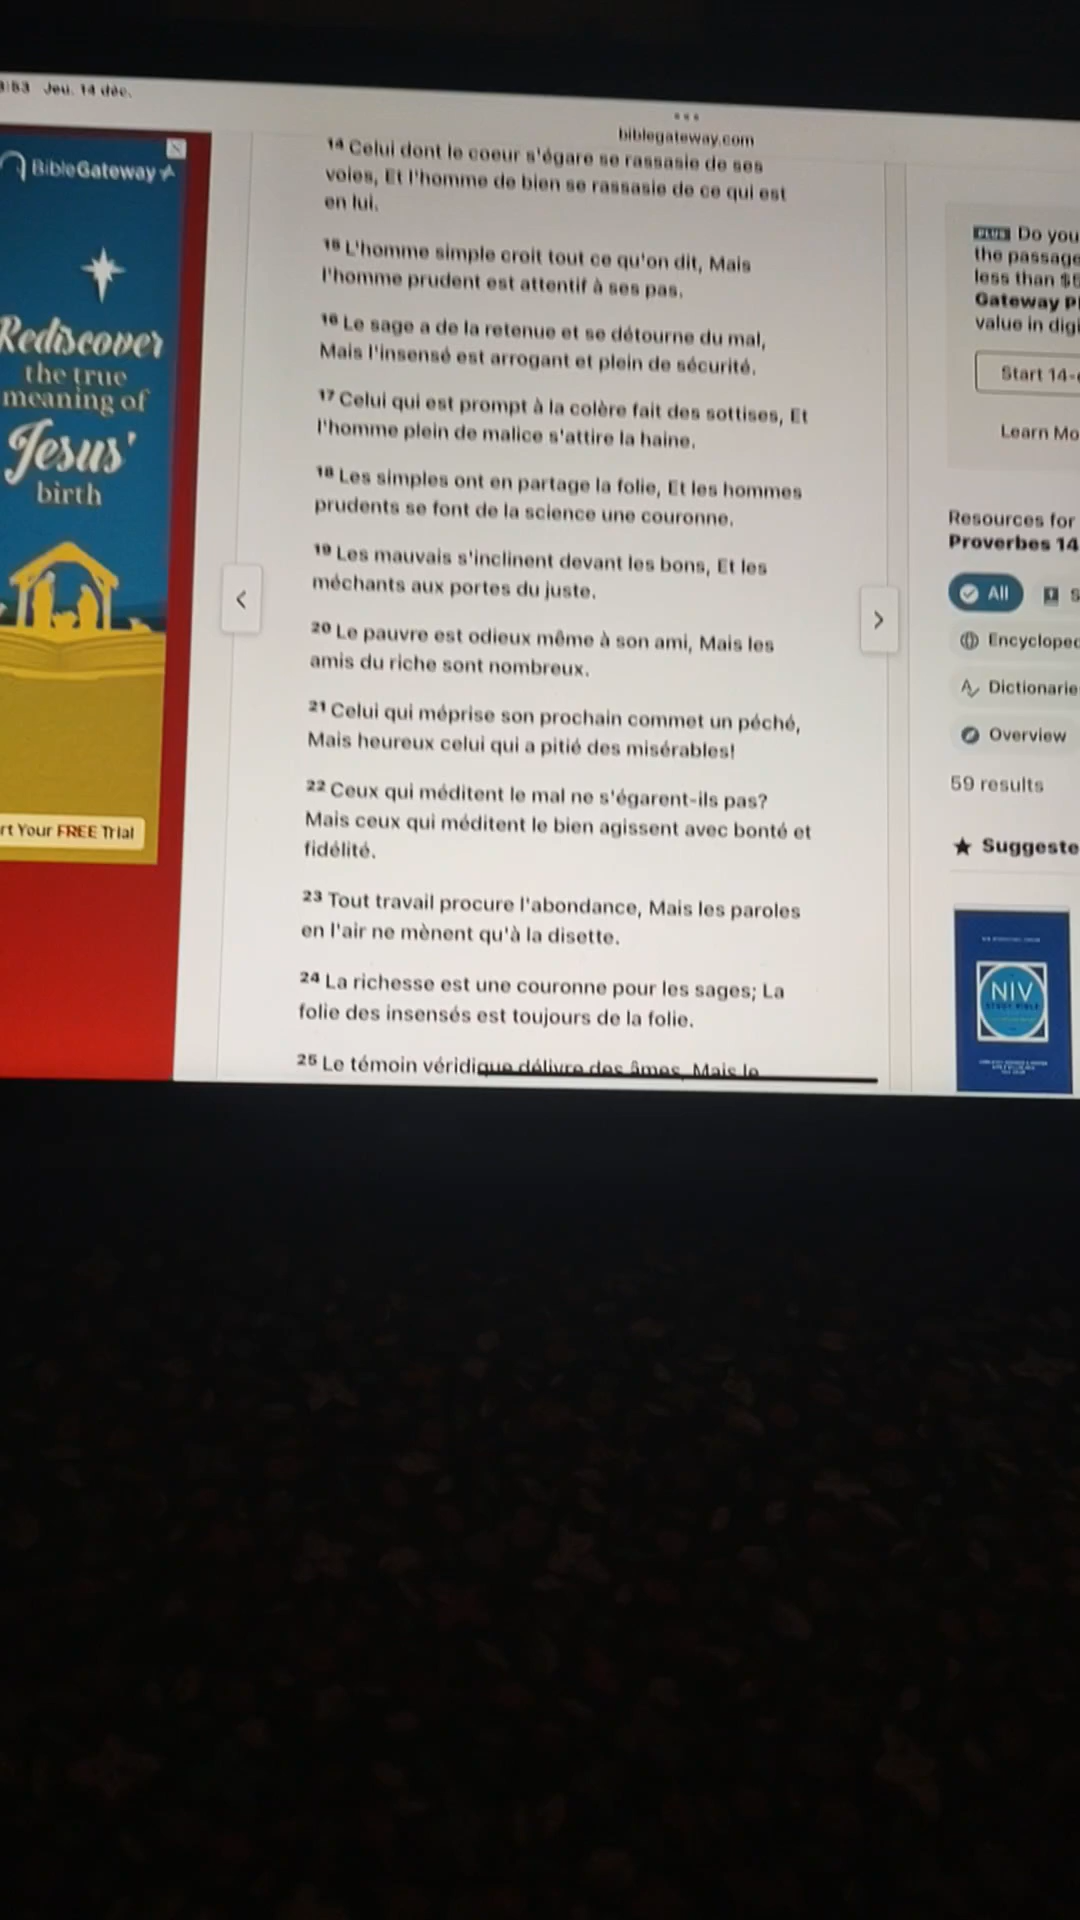 Jeu. 14 déc.
biblegateway.com
BibleGateway
Rediscover
the true
meaning of
Jesus'
birth
rt Your FREE Trial
14 Celui dont le coeur s'égare se rassasie de ses
voies, Et l'homme de bien se rassasie de ce qui est
en lui.
15 L'homme simple croit tout ce qu'on dit, Mais
l'homme prudent est attentif à ses pas.
16 Le sage a de la retenue et se détourne du mal,
Mais l'insensé est arrogant et plein de sécurité.
17 Celui qui est prompt à la colère fait des sottises, Et
l'homme plein de malice s'attire la haine.
18 Les simples ont en partage la folie, Et les hommes
prudents se font de la science une couronne.
19 Les mauvais s'inclinent devant les bons, Et les
méchants aux portes du juste.
20 Le pauvre est odieux même à son ami, Mais les
amis du riche sont nombreux.
21 Celui qui méprise son prochain commet un péché,
Mais heureux celui qui a pitié des misérables!
22 Ceux qui méditent le mal ne s'égarent-ils pas?
Mais ceux qui méditent le bien agissent avec bonté et
fidélité.
23 Tout travail procure l'abondance, Mais les paroles
en l'air ne mènent qu'à la disette.
24 La richesse est une couronne pour les sages; La
folie des insensés est toujours de la folie.
25 Le témoin véridique délivre des âmes, Mais le
PLUS Do you
the passage
less than $5
Gateway Pl
value in digi
Start 14-
Learn Mo
Resources for
Proverbes 14
All
S
Encyclope
Dictionarie
Overview
59 results
Suggeste
NIV
STUDY BIBLE